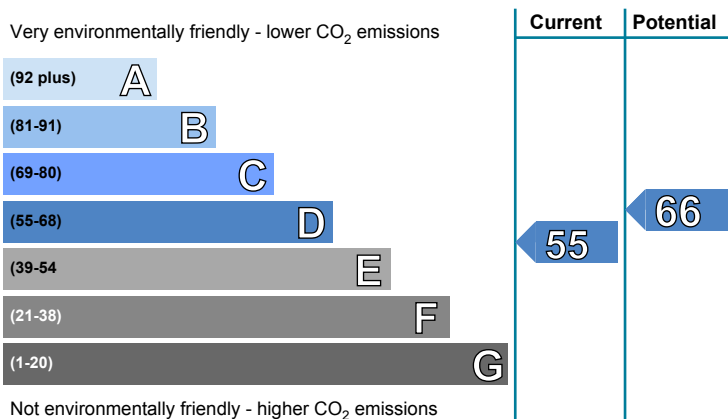 Current Potential
Very environmentally friendly - lower CO2 emissions
(92 plus) A
(81-91) B
(69-80) C
(55-68) D
66
55
(39-54 E
(21-38) F
(1-20) G
Not environmentally friendly - higher CO2 emissions